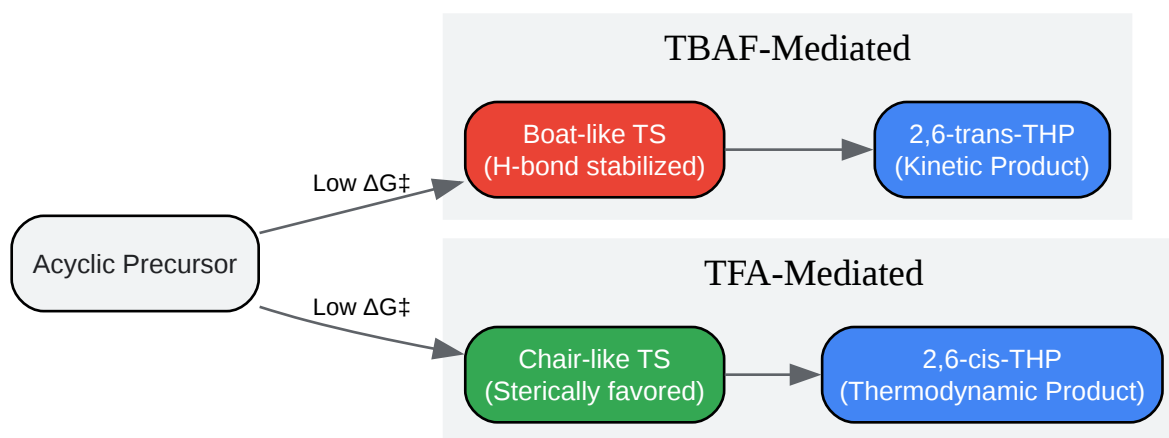 TBAF-Mediated
Boat-like TS
(H-bond stabilized)
2,6-trans-THP
(Kinetic Product)
Low ΔG‡
Acyclic Precursor
Low ΔG‡
TFA-Mediated
Chair-like TS
(Sterically favored)
2,6-cis-THP
(Thermodynamic Product)